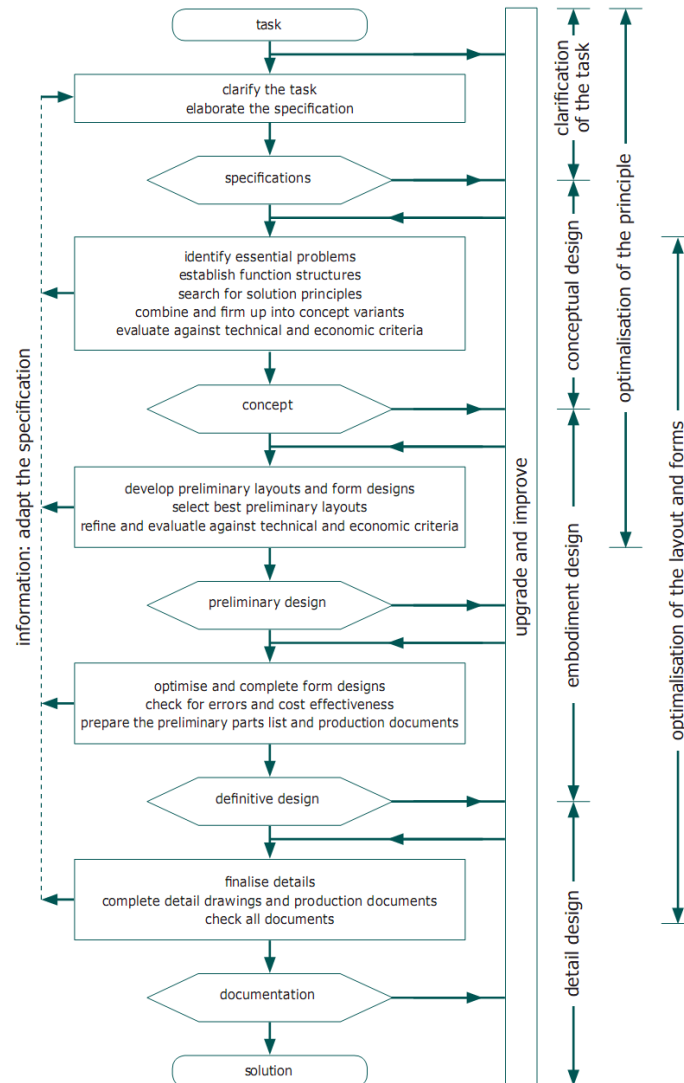 task
clarify the task
elaborate the specification
specifications
identify essential problems
establish function structures
search for solution principles
combine and firm up into concept variants
evaluate against technical and economic criteria
concept
develop preliminary layouts and form designs
select best preliminary layouts
refine and evaluatle against technical and economic criteria
preliminary design
optimise and complete form designs
check for errors and cost effectiveness
prepare the preliminary parts list and production documents
definitive design
finalise details
complete detail drawings and production documents
check all documents
documentation
solution
information: adapt the specification
upgrade and improve
clarification
of the task
conceptual design
embodiment design
detail design
optimalisation of the principle
optimalisation of the layout and forms